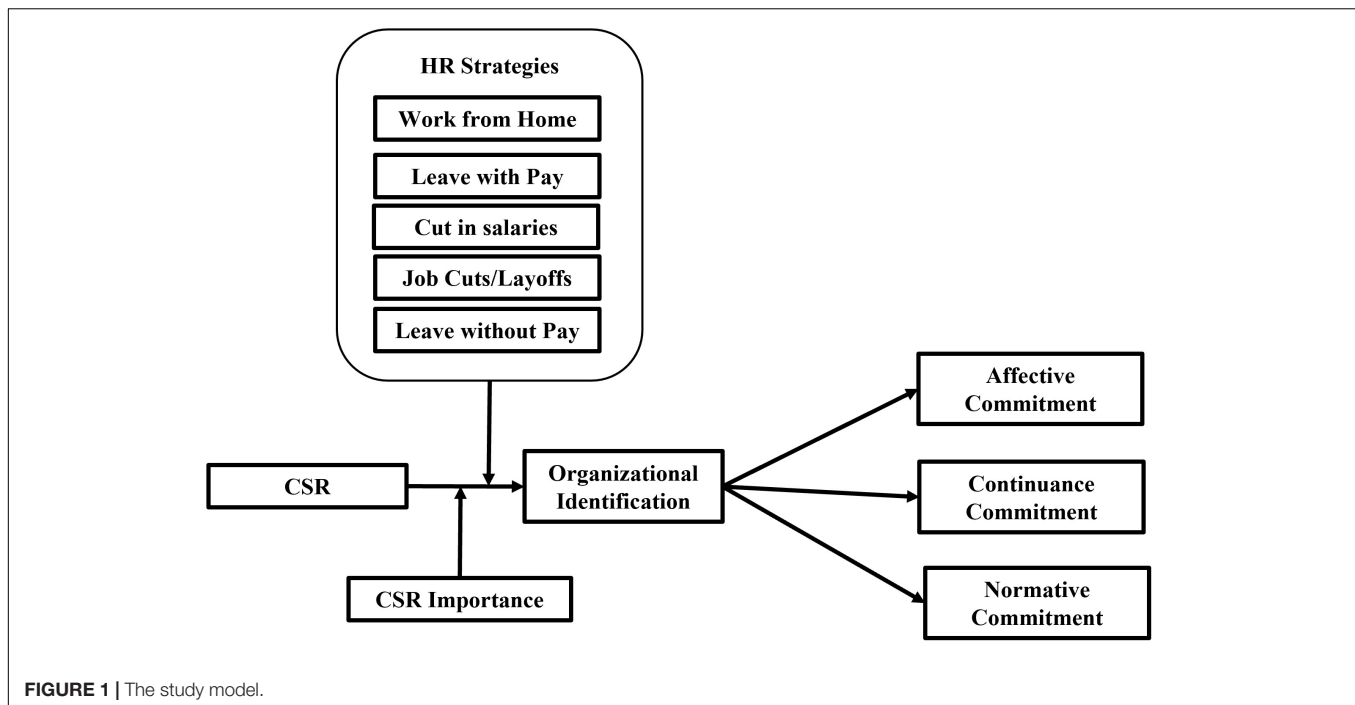 HR Strategies
Work from Home
Leave with Pay
Cut in salaries
Job Cuts/Layoffs
Leave without Pay
CSR
CSR Importance
Organizational
Identification
Affective
Commitment
Continuance
Commitment
Normative
Commitment
FIGURE 1 | The study model.